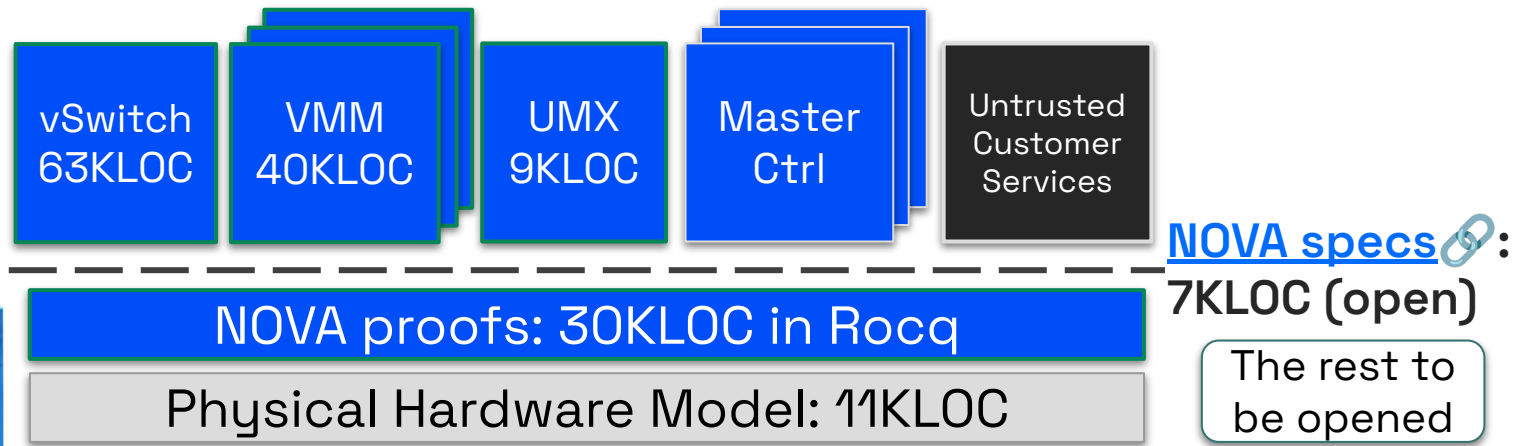 vSwitch
63KLOC
VMM
40KLOC
UMX
9KLOC
Master
Ctrl
Untrusted
Customer
Services
NOVA specs🔗:
7KLOC (open)
NOVA proofs: 30KLOC in Rocq
Physical Hardware Model: 11KLOC
The rest to
be opened